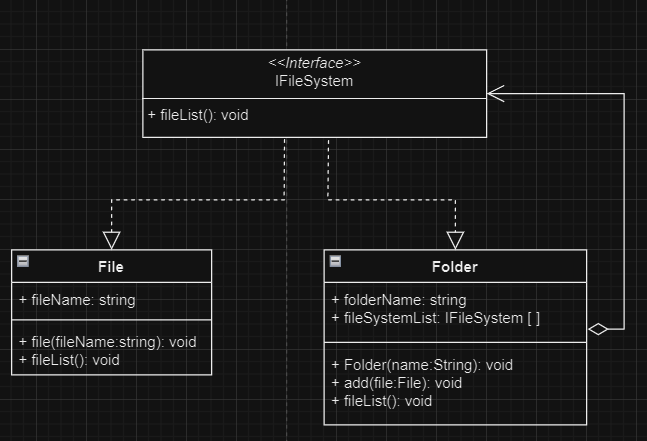 <<Interface>>
IFileSystem
+ fileList(): void
File
+ fileName: string
+ file(fileName:string): void
+ fileList(): void
Folder
+ folderName: string
+ fileSystemList: IFileSystem [ ]
+ Folder(name:String): void
+ add(file:File): void
+ fileList(): void